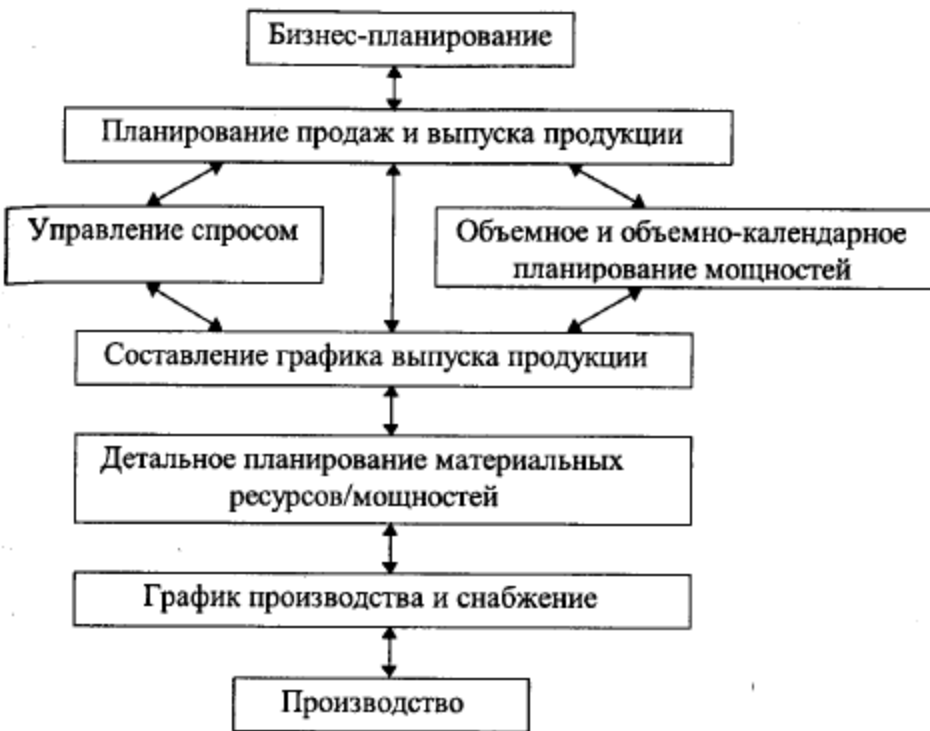 Бизнес-планирование
Планирование продаж и выпуска продукции
Управление спросом
Объемное и объемно-календарное
планирование мощностей
Составление графика выпуска продукции
Детальное планирование материальных
ресурсов/мощностей
График производства и снабжение
Производство